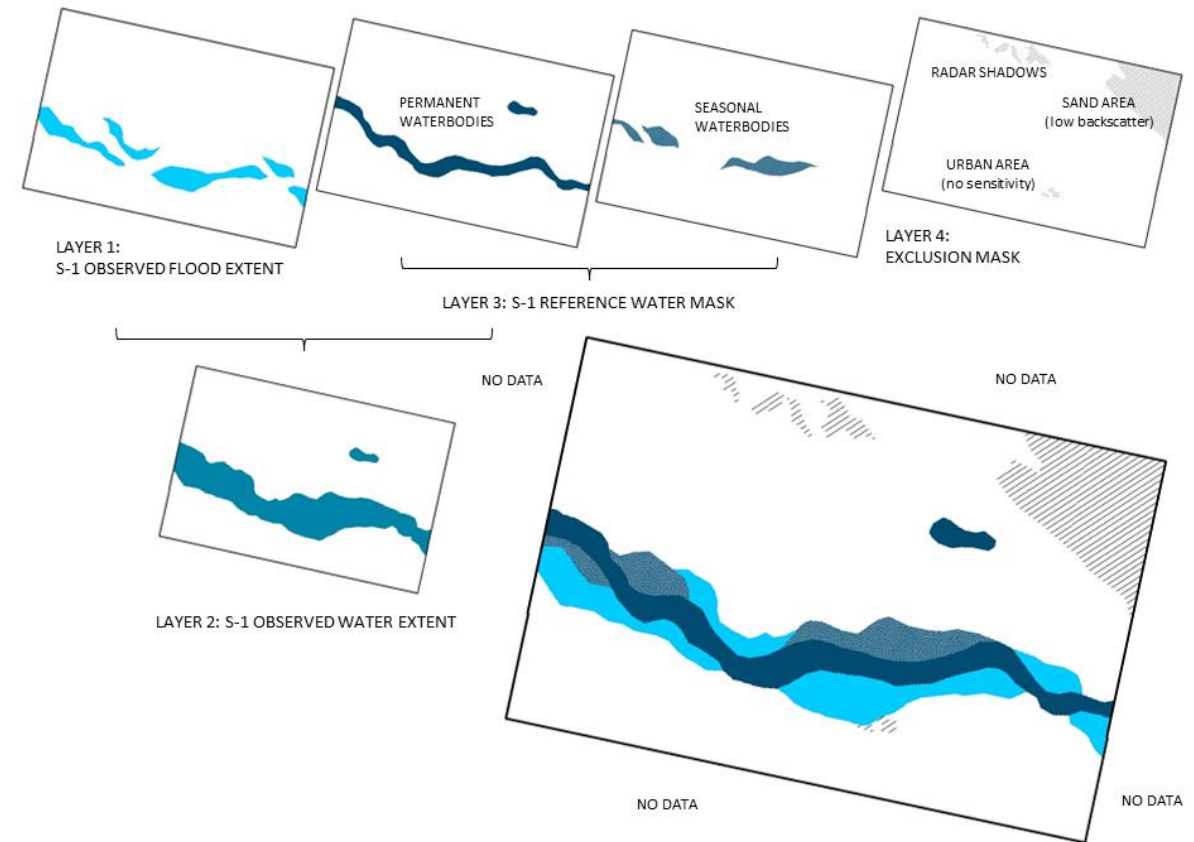 PERMANENT
WATERBODIES
SEASONAL
WATERBODIES
RADAR SHADOWS
SAND AREA
(low backscatter)
URBAN AREA
(no sensitivity)
LAYER 1:
S-1 OBSERVED FLOOD EXTENT
LAYER 4:
EXCLUSION MASK
LAYER 3: S-1 REFERENCE WATER MASK
NO DATA
NO DATA
LAYER 2: S-1 OBSERVED WATER EXTENT
NO DATA
NO DATA